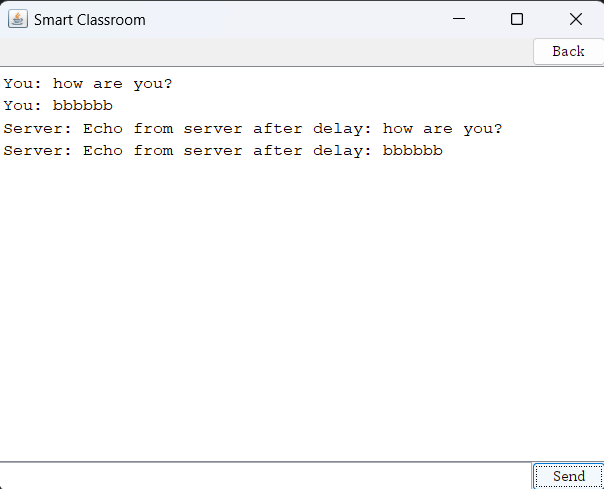 Smart Classroom
Back
You: how are you?
You: bbbbbb
Server: Echo from server after delay: how are you?
Server: Echo from server after delay: bbbbbb
Send